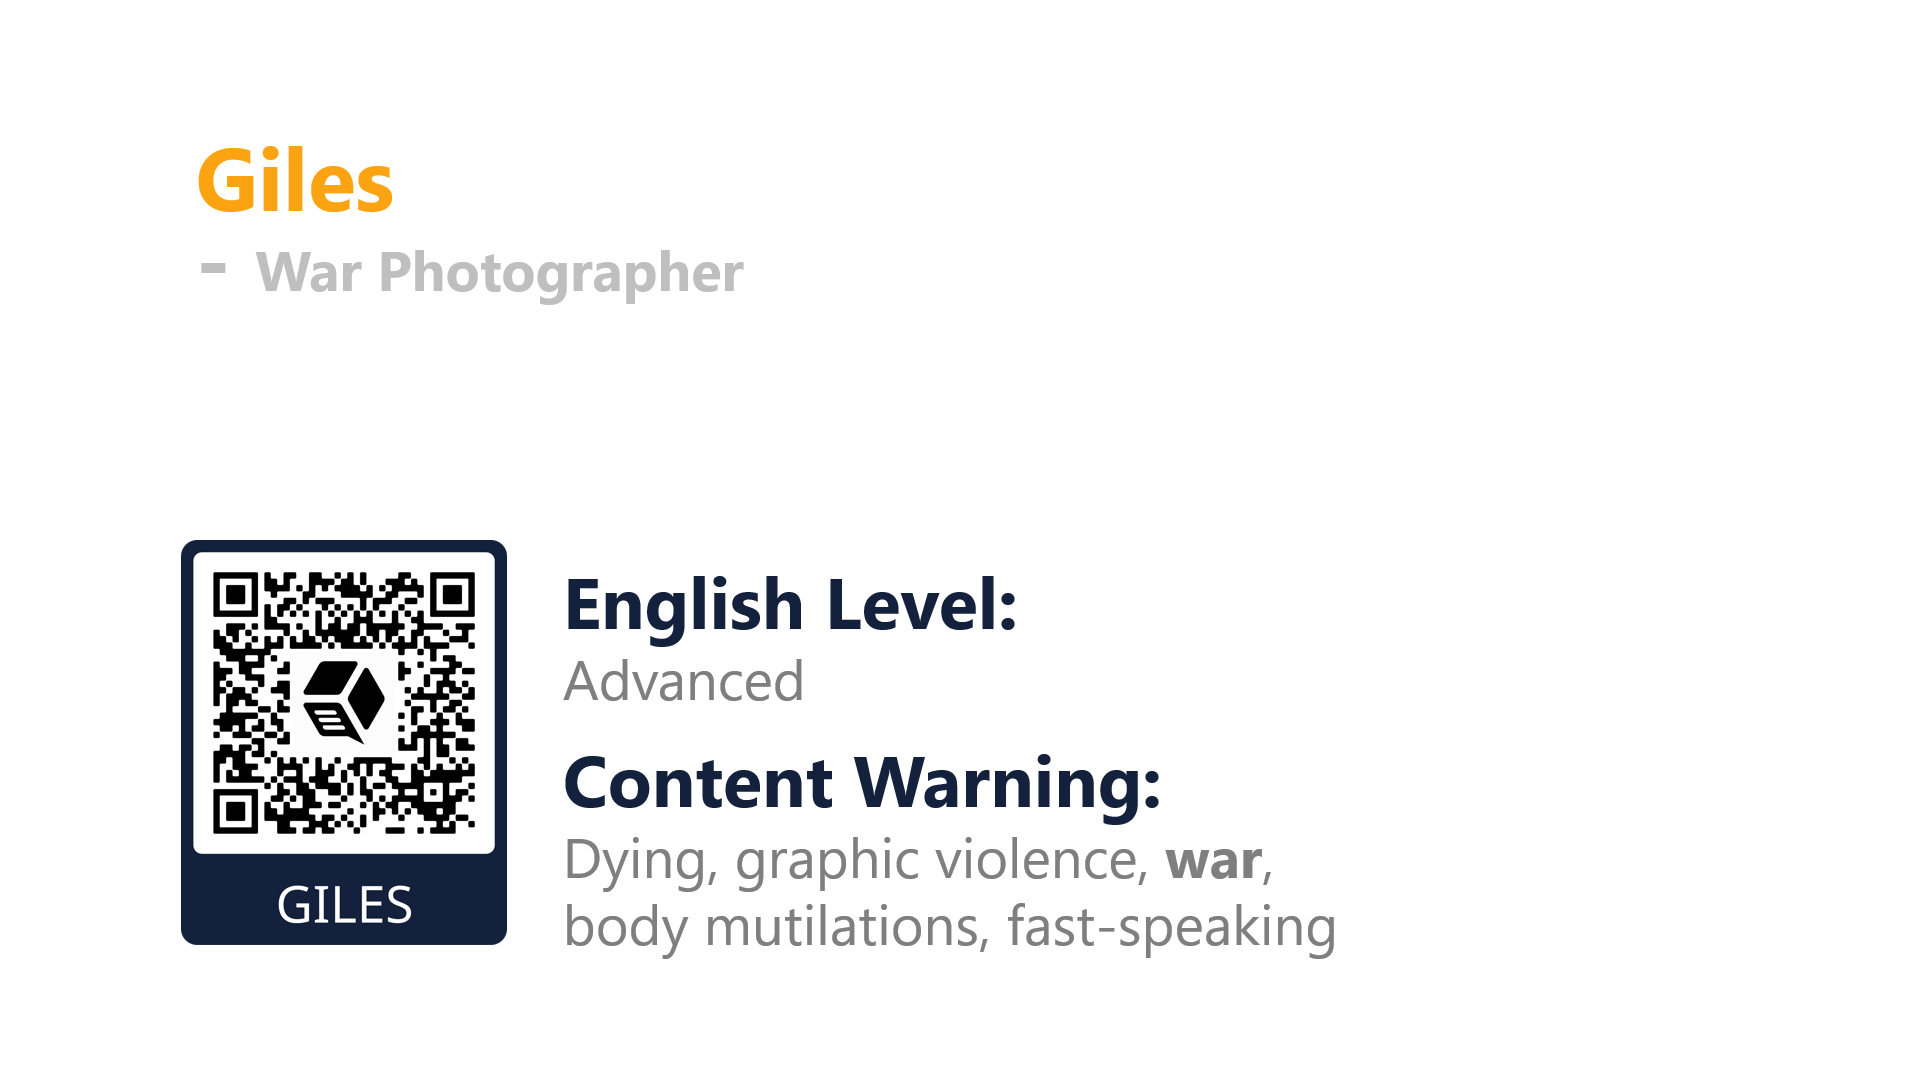 Giles
- War Photographer
GILES
English Level:
Advanced
Content Warning:
Dying, graphic violence, war,
body mutilations, fast-speaking